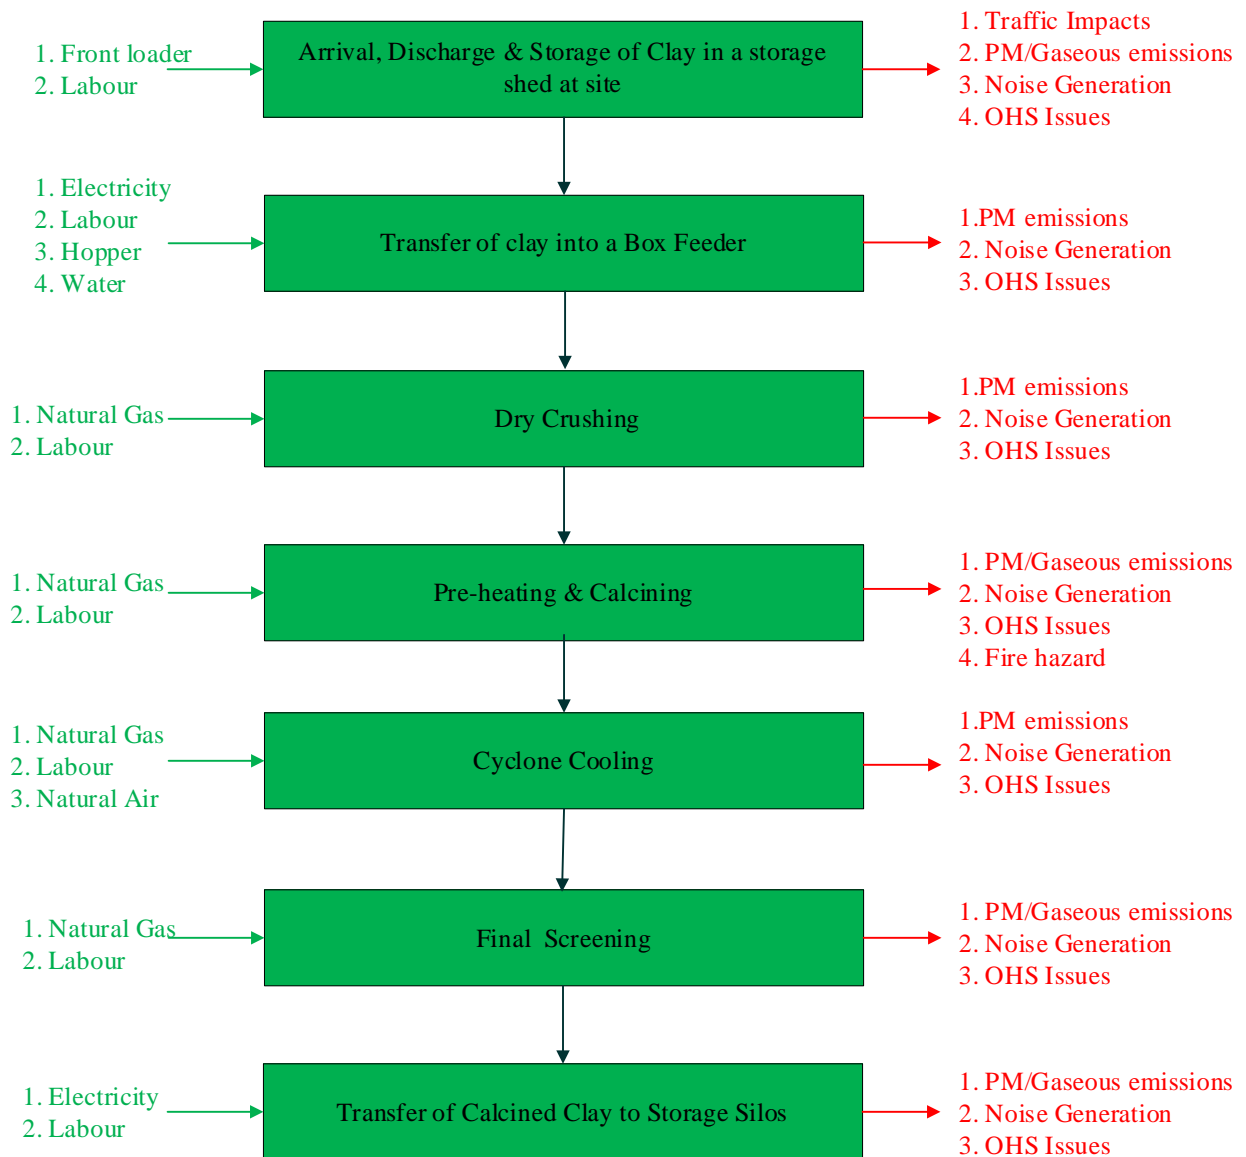 1. Front loader
2. Labour
Arrival, Discharge & Storage of Clay in a storage
shed at site
1. Traffic Impacts
2. PM/Gaseous emissions
3. Noise Generation
4. OHS Issues
1. Electricity
2. Labour
3. Hopper
4. Water
Transfer of clay into a Box Feeder
1.PM emissions
2. Noise Generation
3. OHS Issues
1. Natural Gas
2. Labour
Dry Crushing
1.PM emissions
2. Noise Generation
3. OHS Issues
1. Natural Gas
2. Labour
Pre-heating & Calcining
1. PM/Gaseous emissions
2. Noise Generation
3. OHS Issues
4. Fire hazard
1. Natural Gas
2. Labour
3. Natural Air
Cyclone Cooling
1.PM emissions
2. Noise Generation
3. OHS Issues
1. Natural Gas
2. Labour
Final Screening
1. PM/Gaseous emissions
2. Noise Generation
3. OHS Issues
1. Electricity
2. Labour
Transfer of Calcined Clay to Storage Silos
1. PM/Gaseous emissions
2. Noise Generation
3. OHS Issues